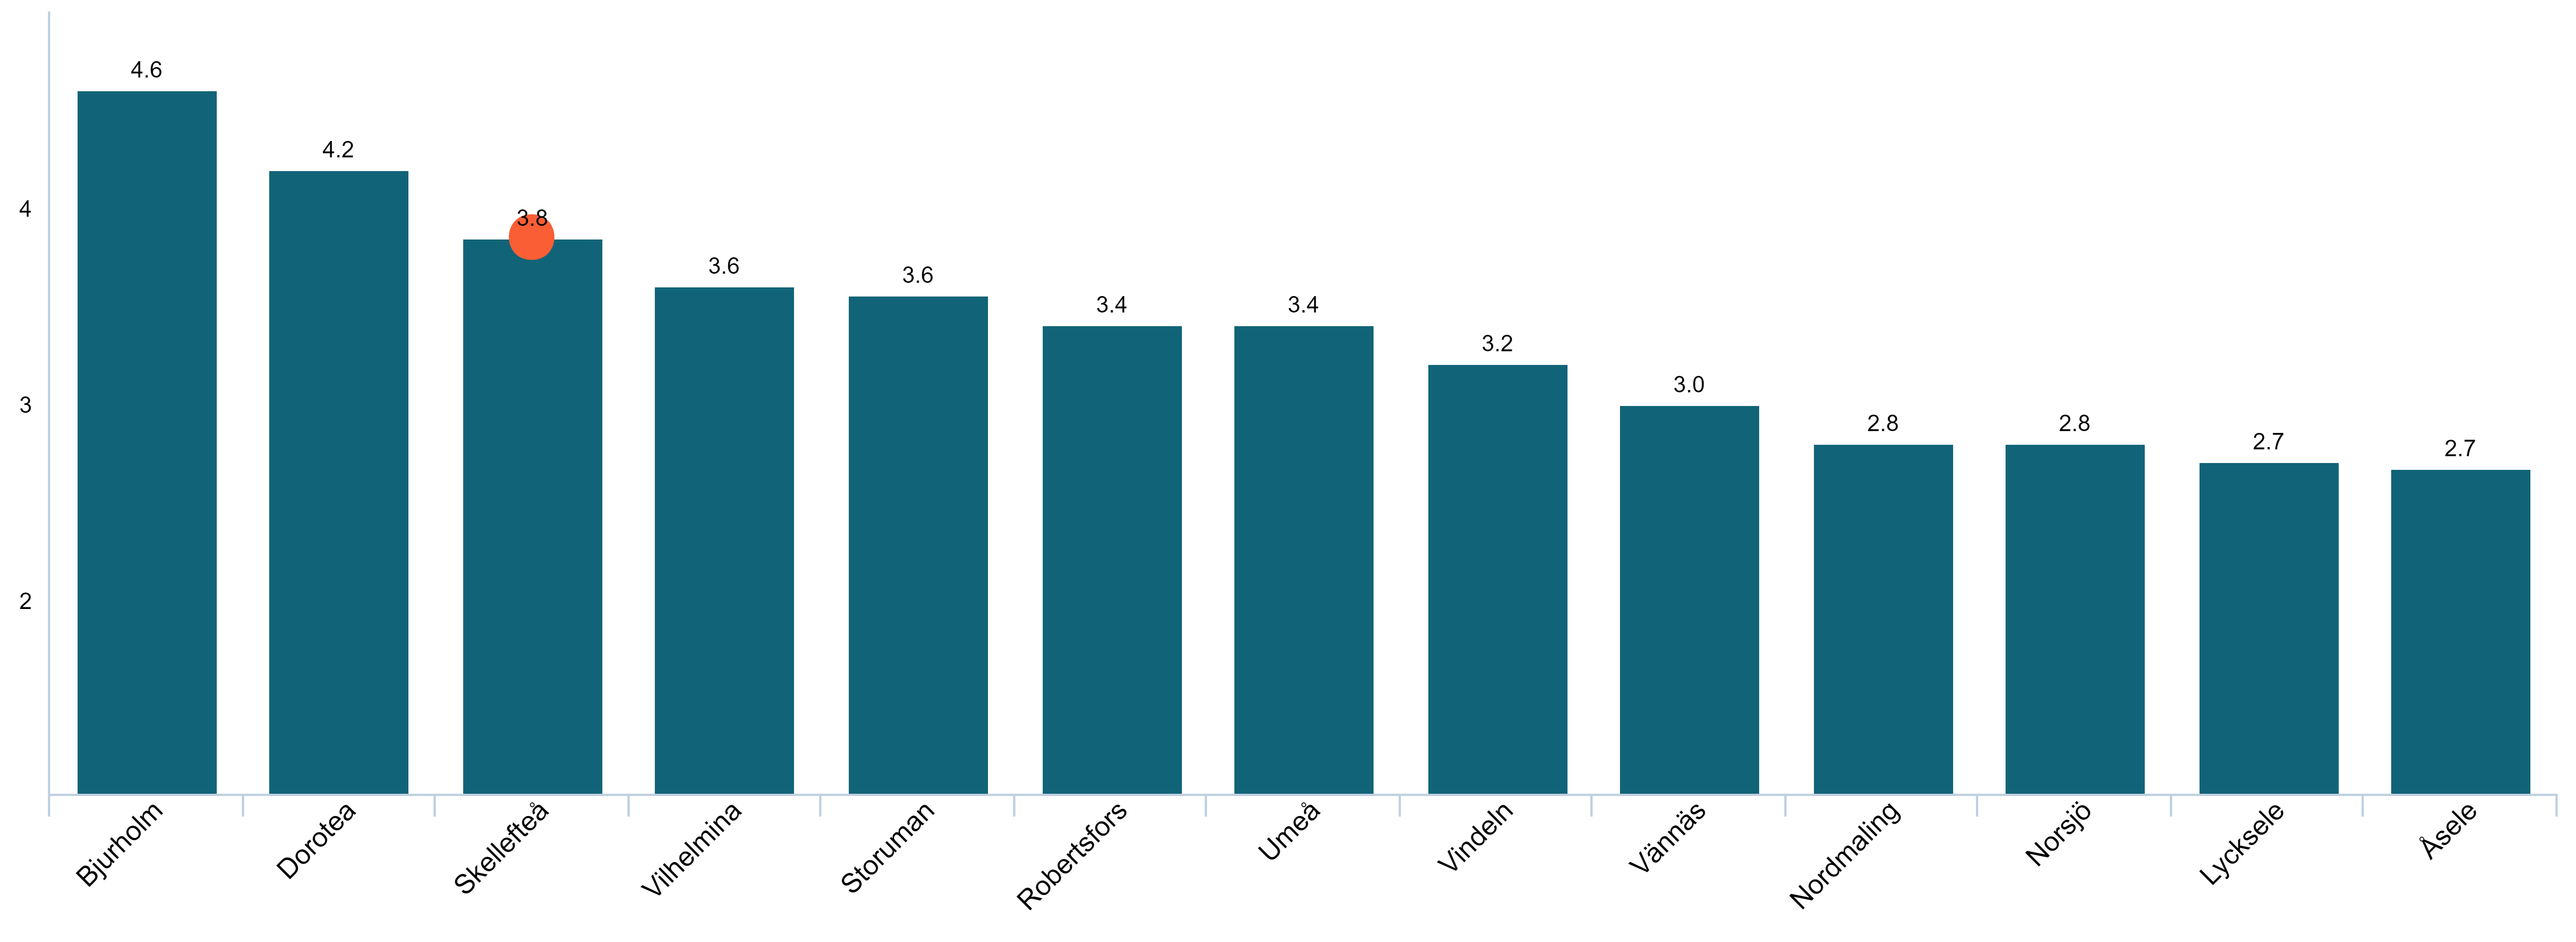 4.6
4.2
3.8
3.6
3.6
3.4
3.4
3.2
3.0
2.8
2.8
2.7
2.7
4
3
2
Bjurholm
Dorotea
Skellefteå
Vilhelmina
Storuman
Robertsfors
Umeå
Vindeln
Vännäs
Nordmaling
Norsjö
Lycksele
Åsele